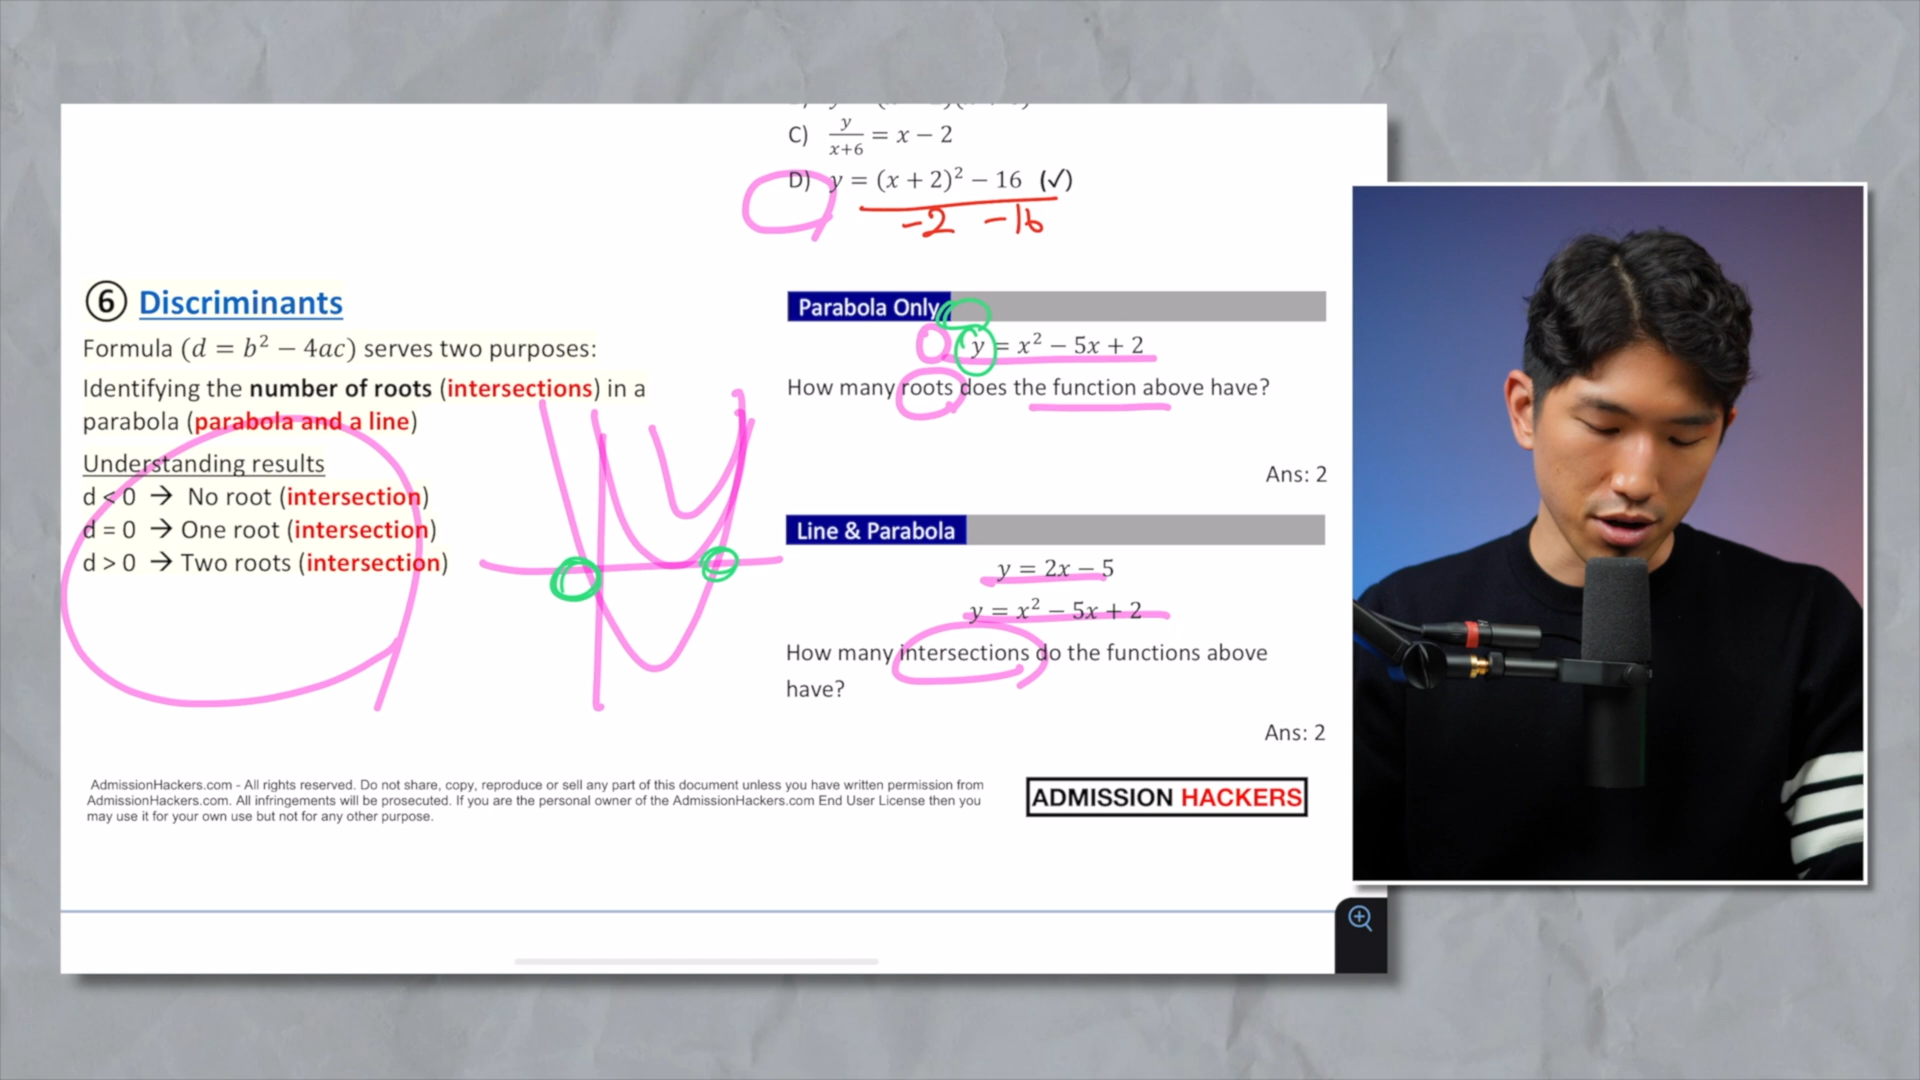 C) y/x+6 = x − 2
D) y = (x + 2)² − 16 (✓)
-2 -16
⑥ Discriminants
Formula (d = b² − 4ac) serves two purposes:
Identifying the number of roots (intersections) in a
parabola (parabola and a line)
Understanding results
d < 0 → No root (intersection)
d = 0 → One root (intersection)
d > 0 → Two roots (intersection)
Parabola Only
y = x² − 5x + 2
How many roots does the function above have?
Ans: 2
Line & Parabola
y = 2x − 5
y = x² − 5x + 2
How many intersections do the functions above
have?
Ans: 2
AdmissionHackers.com - All rights reserved. Do not share, copy, reproduce or sell any part of this document unless you have written permission from
AdmissionHackers.com. All infringements will be prosecuted. If you are the personal owner of the AdmissionHackers.com End User License then you
may use it for your own use but not for any other purpose.
ADMISSION HACKERS